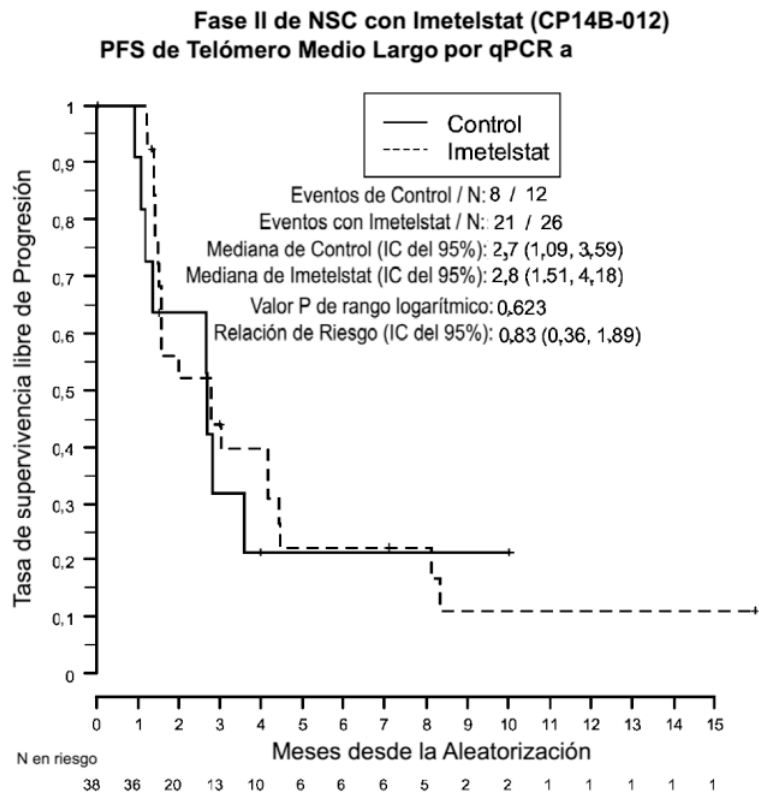 Fase II de NSC con Imetelstat (CP14B-012)
PFS de Telómero Medio Largo por qPCR a
Control
Imetelstat
Eventos de Control / N: 8 / 12
Eventos con Imetelstat / N: 21 / 26
Mediana de Control (IC del 95%): 2,7 (1,09, 3,59)
Mediana de Imetelstat (IC del 95%): 2,8 (1.51, 4,18)
Valor P de rango logarítmico: 0,623
Relación de Riesgo (IC del 95%): 0,83 (0,36, 1,89)
Tasa de supervivencia libre de Progresión
1
0,9
0,8
0,7
0,6
0,5
0,4
0,3
0,2
0,1
0
0 1 2 3 4 5 6 7 8 9 10 11 12 13 14 15
Meses desde la Aleatorización
N en riesgo
38 36 20 13 10 6 6 6 5 2 2 1 1 1 1 1